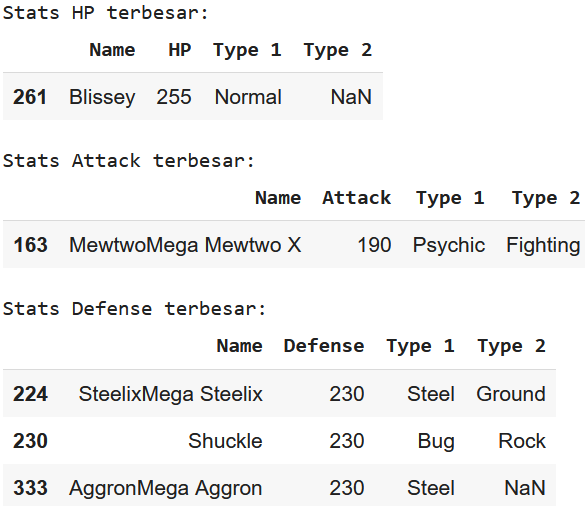 Stats HP terbesar:
Name HP Type 1 Type 2
261 Blissey 255 Normal NaN
Stats Attack terbesar:
Name Attack Type 1 Type 2
163 MewtwoMega Mewtwo X 190 Psychic Fighting
Stats Defense terbesar:
Name Defense Type 1 Type 2
224 SteelixMega Steelix 230 Steel Ground
230 Shuckle 230 Bug Rock
333 AggronMega Aggron 230 Steel NaN